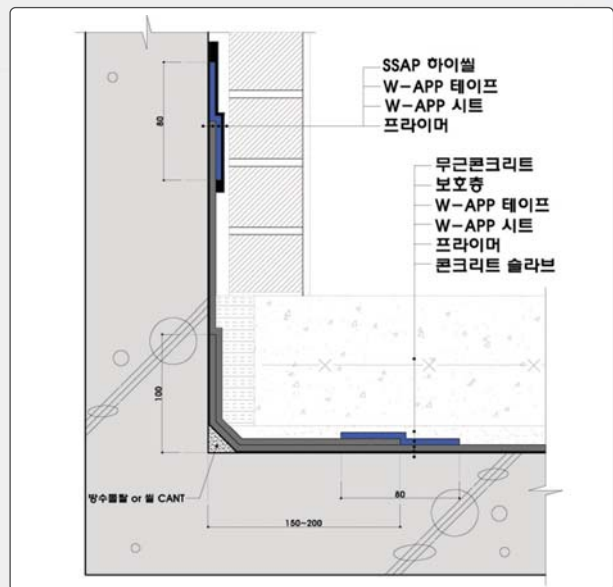 SSAP 하이씰
W-APP 테이프
W-APP 시트
프라이머
80
무근콘크리트
보호층
W-APP 테이프
W-APP 시트
프라이머
콘크리트 슬라브
100
방수몰탈 or 씰 CANT
80
150~200